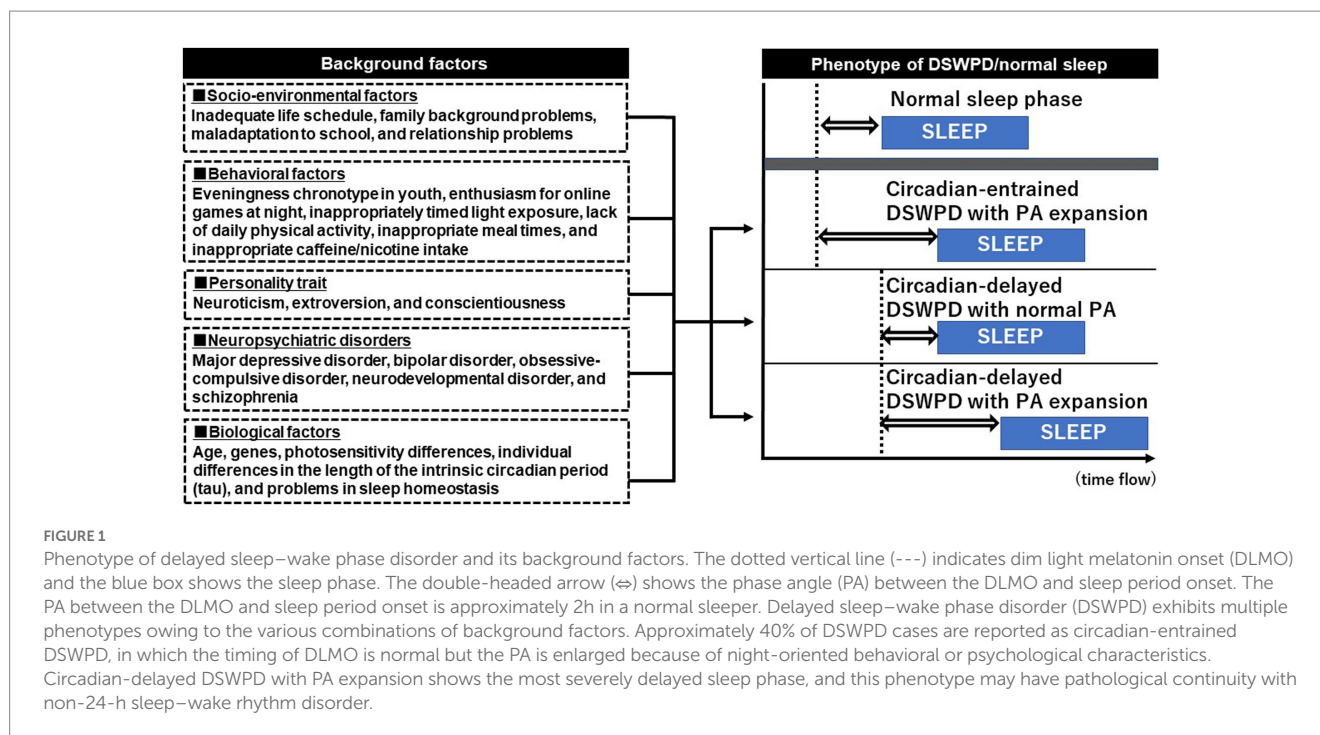 Background factors
■Socio-environmental factors
Inadequate life schedule, family background problems,
maladaptation to school, and relationship problems
■Behavioral factors
Eveningness chronotype in youth, enthusiasm for online
games at night, inappropriately timed light exposure, lack
of daily physical activity, inappropriate meal times, and
inappropriate caffeine/nicotine intake
■Personality trait
Neuroticism, extroversion, and conscientiousness
■Neuropsychiatric disorders
Major depressive disorder, bipolar disorder, obsessive-
compulsive disorder, neurodevelopmental disorder, and
schizophrenia
■Biological factors
Age, genes, photosensitivity differences, individual
differences in the length of the intrinsic circadian period
(tau), and problems in sleep homeostasis
Phenotype of DSWPD/normal sleep
Normal sleep phase
SLEEP
Circadian-entrained
DSWPD with PA expansion
SLEEP
Circadian-delayed
DSWPD with normal PA
SLEEP
Circadian-delayed
DSWPD with PA expansion
SLEEP
(time flow)
FIGURE 1
Phenotype of delayed sleep–wake phase disorder and its background factors. The dotted vertical line (---) indicates dim light melatonin onset (DLMO)
and the blue box shows the sleep phase. The double-headed arrow (⇔) shows the phase angle (PA) between the DLMO and sleep period onset. The
PA between the DLMO and sleep period onset is approximately 2h in a normal sleeper. Delayed sleep–wake phase disorder (DSWPD) exhibits multiple
phenotypes owing to the various combinations of background factors. Approximately 40% of DSWPD cases are reported as circadian-entrained
DSWPD, in which the timing of DLMO is normal but the PA is enlarged because of night-oriented behavioral or psychological characteristics.
Circadian-delayed DSWPD with PA expansion shows the most severely delayed sleep phase, and this phenotype may have pathological continuity with
non-24-h sleep–wake rhythm disorder.